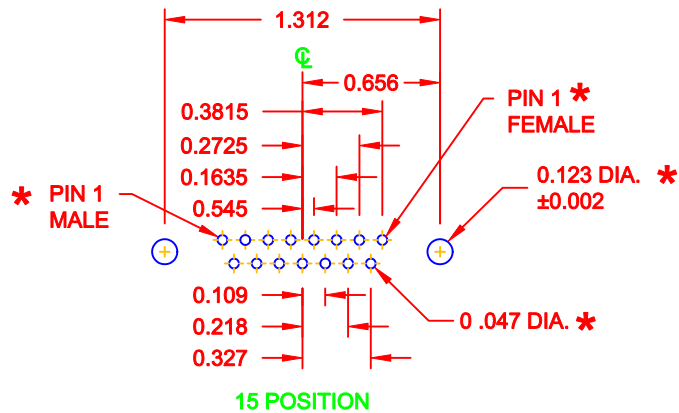 1.312
℄
0.656
0.3815
PIN 1 *
FEMALE
0.2725
0.1635
0.123 DIA. *
±0.002
* PIN 1
MALE
0.545
0.109
0 .047 DIA. *
0.218
0.327
15 POSITION